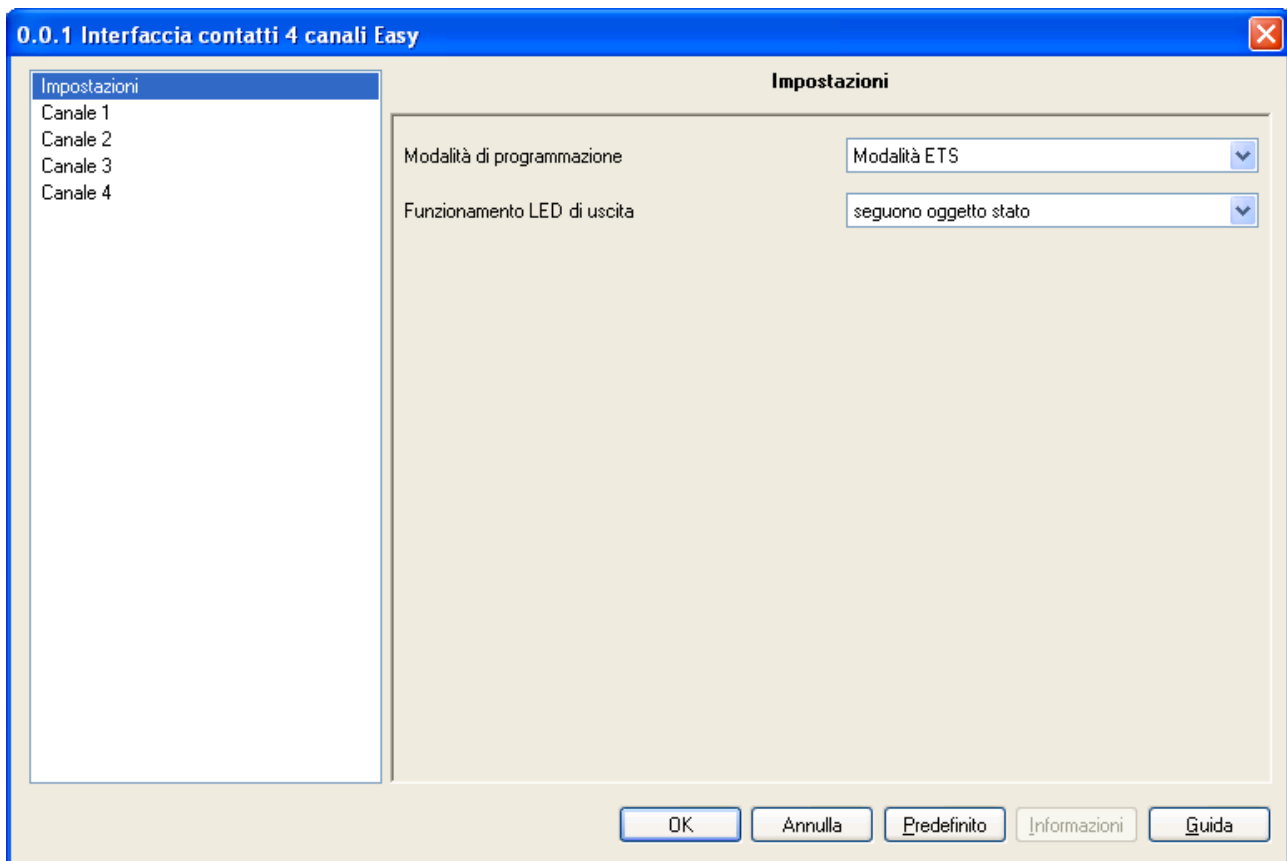 0.0.1 Interfaccia contatti 4 canali Easy
Impostazioni
Canale 1
Canale 2
Canale 3
Canale 4
Impostazioni
Modalità di programmazione
Modalità ETS
Funzionamento LED di uscita
seguono oggetto stato
OK
Annulla
Predefinito
Informazioni
Guida